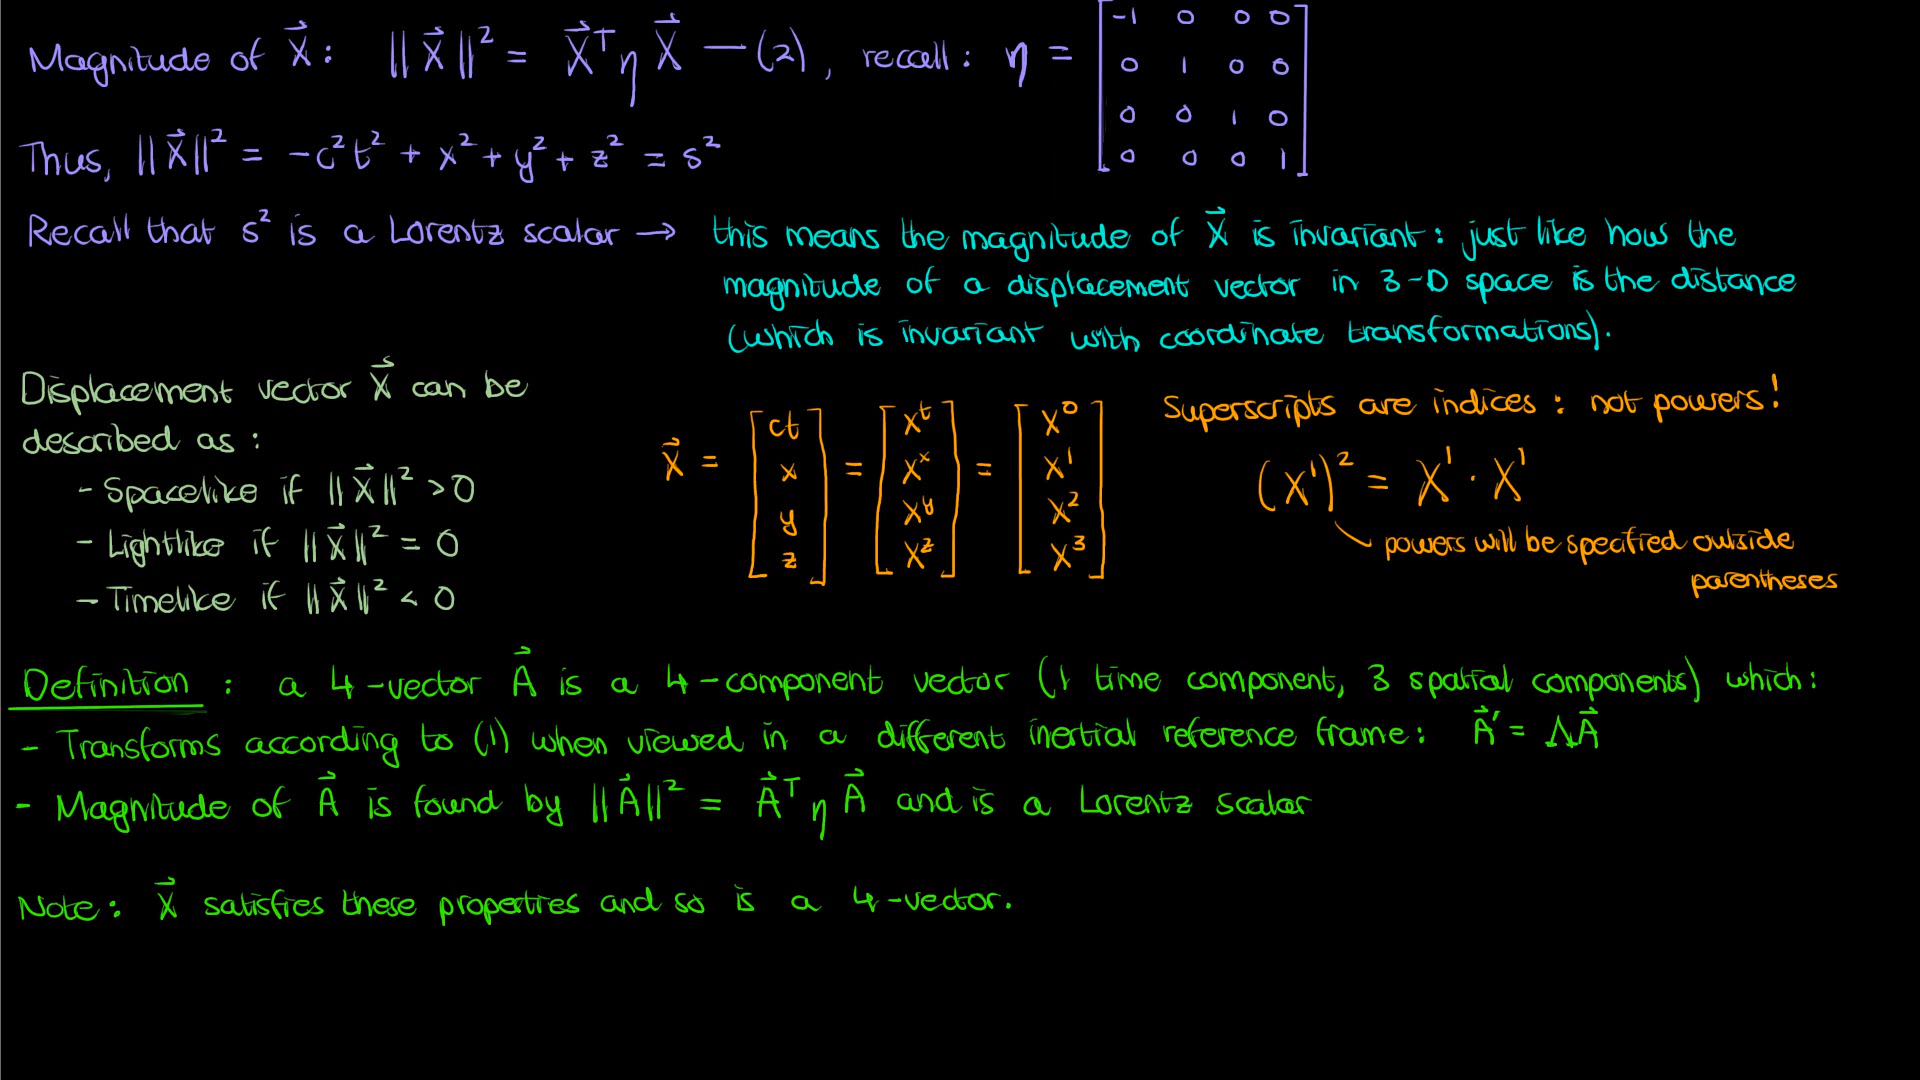 Magnitude of X⃗: ||X⃗||² = X⃗ᵀ η X⃗ — (2), recall: η = [-1 0 0 0
0 1 0 0
0 0 1 0
0 0 0 1]
Thus, ||X⃗||² = -c²t² + x² + y² + z² = s²
Recall that s² is a Lorentz scalar → this means the magnitude of X⃗ is invariant: just like how the
magnitude of a displacement vector in 3-D space is the distance
(which is invariant with coordinate transformations).
Displacement vector X⃗ can be
described as:
- Spacelike if ||X⃗||² > 0
- Lightlike if ||X⃗||² = 0
- Timelike if ||X⃗||² < 0
X⃗ = [ct x y z] = [Xᵗ Xˣ Xʸ Xᶻ] = [X⁰ X¹ X² X³]
Superscripts are indices: not powers!
(X¹)² = X¹ · X¹
powers will be specified outside
parentheses
Definition: a 4-vector A⃗ is a 4-component vector (1 time component, 3 spatial components) which:
- Transforms according to (1) when viewed in a different inertial reference frame: A⃗' = ΛA⃗
- Magnitude of A⃗ is found by ||A⃗||² = A⃗ᵀ η A⃗ and is a Lorentz scalar
Note: X⃗ satisfies these properties and so is a 4-vector.